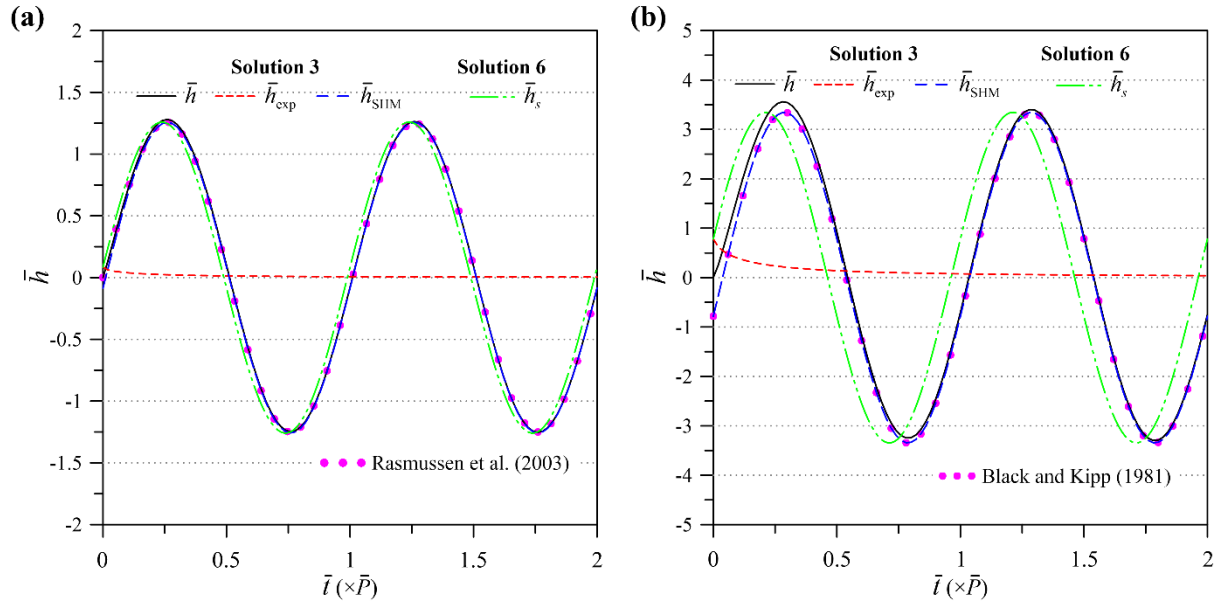 (a)
Solution 3 Solution 6
h̄ h̄exp h̄SHM h̄s
2
1.5
1
0.5
0
-0.5
-1
-1.5
-2
h̄
Rasmussen et al. (2003)
0 0.5 1 1.5 2
t̄ (×P̄)
(b)
Solution 3 Solution 6
h̄ h̄exp h̄SHM h̄s
5
4
3
2
1
0
-1
-2
-3
-4
-5
h̄
Black and Kipp (1981)
0 0.5 1 1.5 2
t̄ (×P̄)